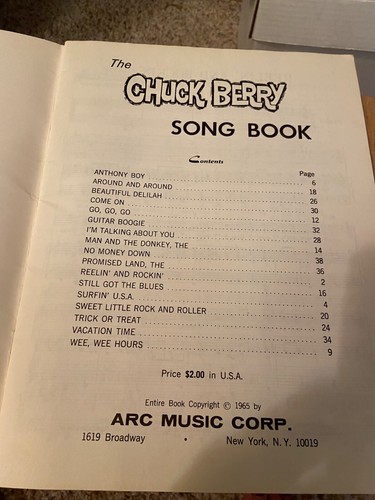 The
CHUCK BERRY
SONG BOOK
Contents
Page
ANTHONY BOY 6
AROUND AND AROUND 18
BEAUTIFUL DELILAH 26
COME ON 30
GO, GO, GO 12
GUITAR BOOGIE 32
I'M TALKING ABOUT YOU 28
MAN AND THE DONKEY, THE 14
NO MONEY DOWN 38
PROMISED LAND, THE 36
REELIN' AND ROCKIN' 2
STILL GOT THE BLUES 16
SURFIN' U.S.A. 4
SWEET LITTLE ROCK AND ROLLER 20
TRICK OR TREAT 24
VACATION TIME 34
WEE, WEE HOURS 9
Price $2.00 in U.S.A.
Entire Book Copyright © 1965 by
ARC MUSIC CORP.
1619 Broadway • New York, N.Y. 10019